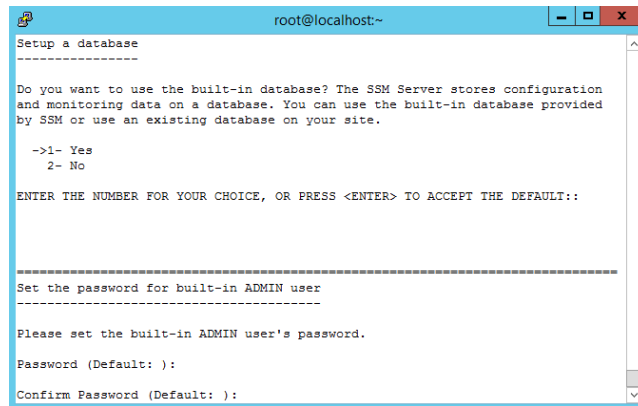 root@localhost:~
Setup a database
----------------
Do you want to use the built-in database? The SSM Server stores configuration
and monitoring data on a database. You can use the built-in database provided
by SSM or use an existing database on your site.
->1- Yes
2- No
ENTER THE NUMBER FOR YOUR CHOICE, OR PRESS <ENTER> TO ACCEPT THE DEFAULT::
===============================================================================
Set the password for built-in ADMIN user
----------------------------------------
Please set the built-in ADMIN user's password.
Password (Default: ):
Confirm Password (Default: ):